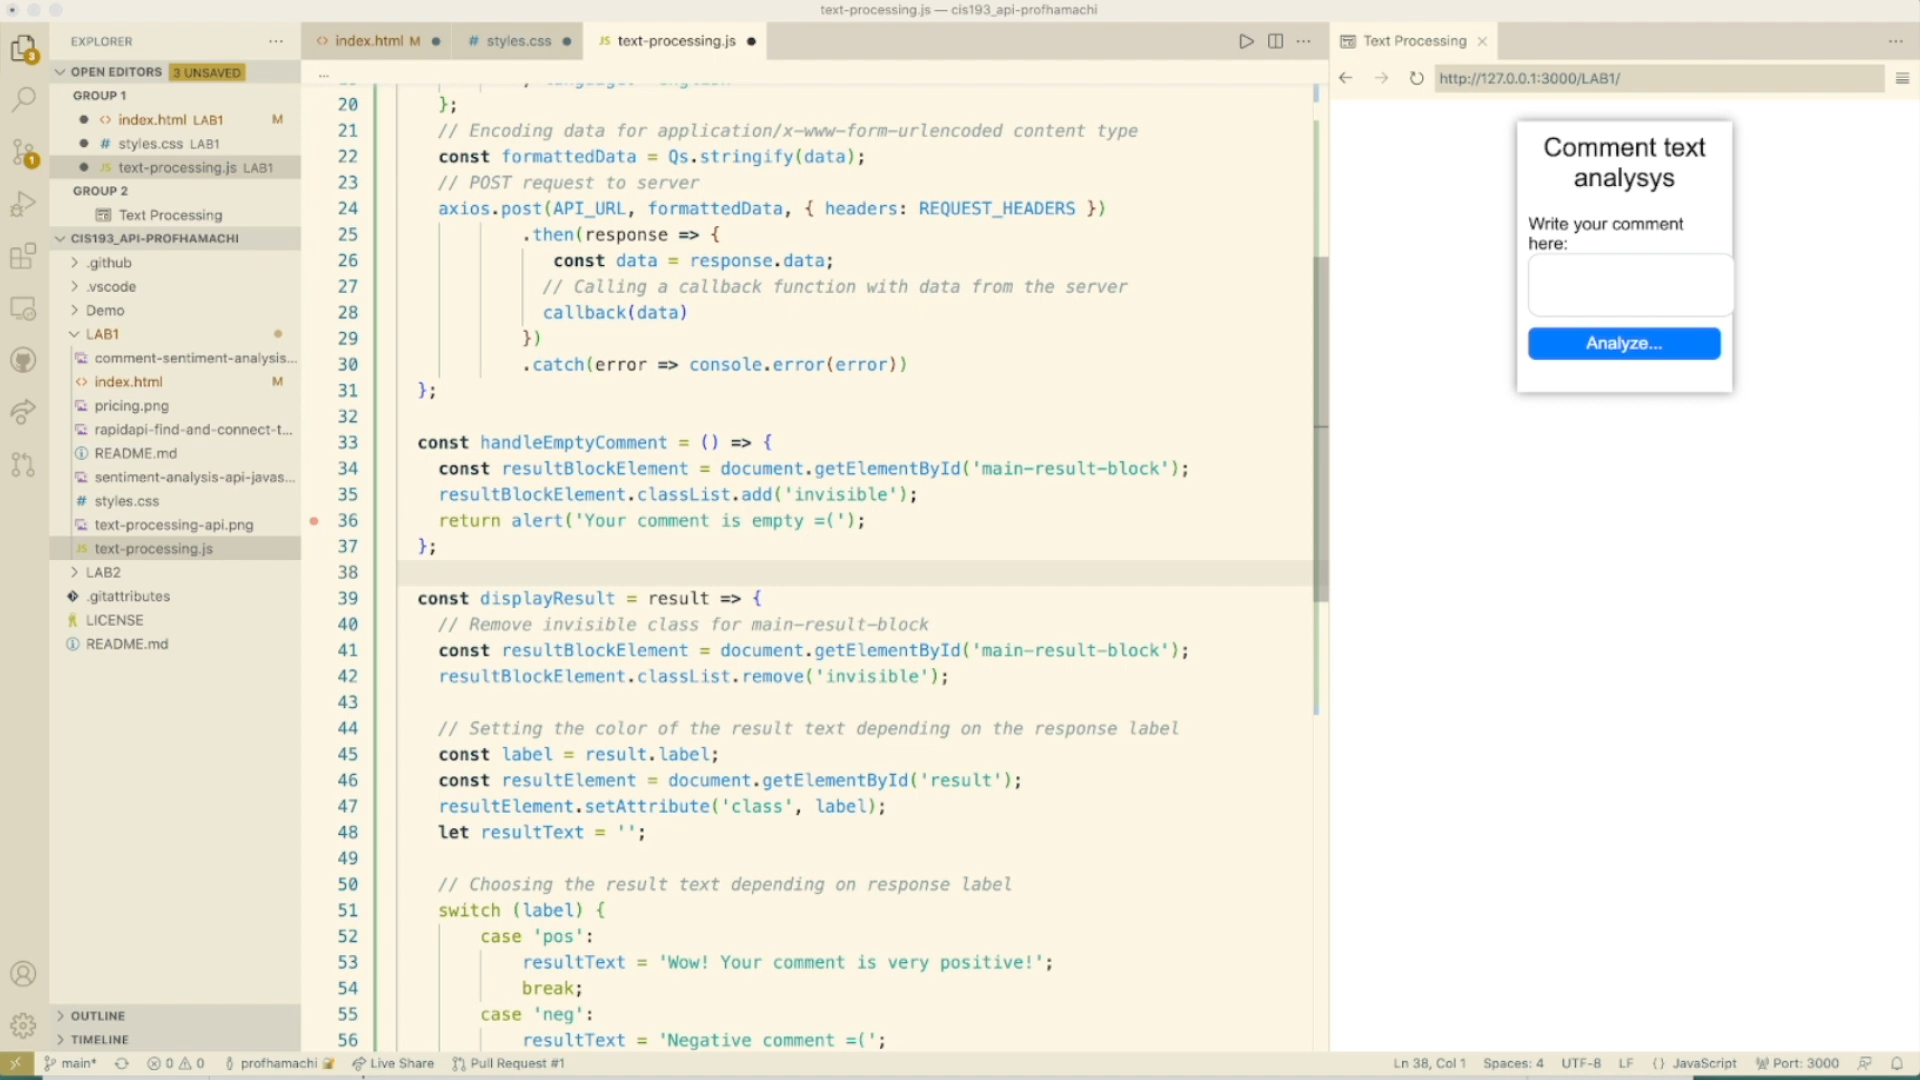 text-processing.js — cis193_api-profhamachi
EXPLORER
OPEN EDITORS 3 UNSAVED
GROUP 1
index.html LAB1 M
styles.css LAB1
JS text-processing.js LAB1
GROUP 2
Text Processing
CIS193_API-PROFHAMACHI
.github
.vscode
Demo
LAB1
comment-sentiment-analysis...
index.html M
pricing.png
rapidapi-find-and-connect-t...
README.md
sentiment-analysis-api-javas...
styles.css
text-processing-api.png
JS text-processing.js
LAB2
.gitattributes
LICENSE
README.md
OUTLINE
TIMELINE
3
1
index.html M
# styles.css
JS text-processing.js
...
20 };
21 // Encoding data for application/x-www-form-urlencoded content type
22 const formattedData = Qs.stringify(data);
23 // POST request to server
24 axios.post(API_URL, formattedData, { headers: REQUEST_HEADERS })
25 .then(response => {
26 const data = response.data;
27 // Calling a callback function with data from the server
28 callback(data)
29 })
30 .catch(error => console.error(error))
31 };
32
33 const handleEmptyComment = () => {
34 const resultBlockElement = document.getElementById('main-result-block');
35 resultBlockElement.classList.add('invisible');
36 return alert('Your comment is empty =(');
37 };
38
39 const displayResult = result => {
40 // Remove invisible class for main-result-block
41 const resultBlockElement = document.getElementById('main-result-block');
42 resultBlockElement.classList.remove('invisible');
43
44 // Setting the color of the result text depending on the response label
45 const label = result.label;
46 const resultElement = document.getElementById('result');
47 resultElement.setAttribute('class', label);
48 let resultText = '';
49
50 // Choosing the result text depending on response label
51 switch (label) {
52 case 'pos':
53 resultText = 'Wow! Your comment is very positive!';
54 break;
55 case 'neg':
56 resultText = 'Negative comment =(';
Text Processing
http://127.0.0.1:3000/LAB1/
Comment text
analysys
Write your comment
here:
Analyze...
main* 0 0 profhamachi Live Share Pull Request #1
Ln 38, Col 1 Spaces: 4 UTF-8 LF {} JavaScript Port: 3000